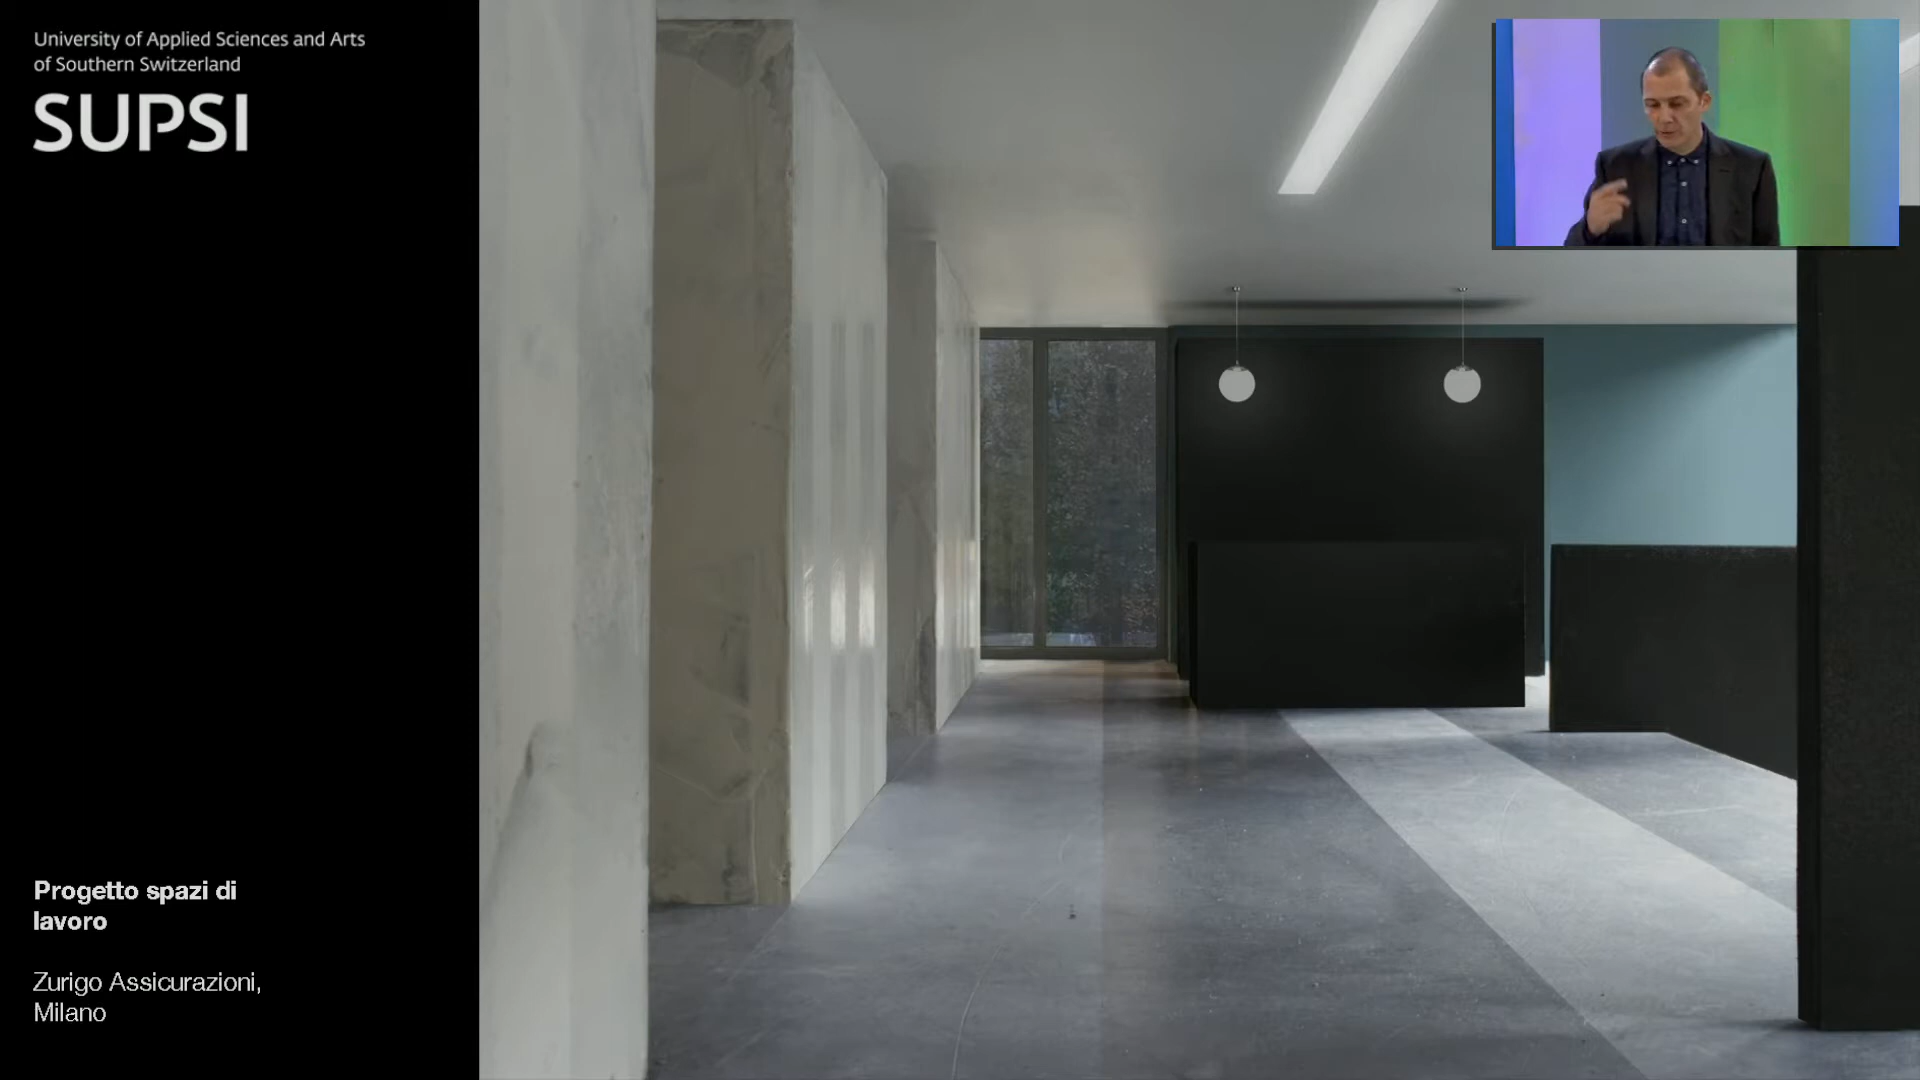 University of Applied Sciences and Arts
of Southern Switzerland
SUPSI
Progetto spazi di
lavoro
Zurigo Assicurazioni,
Milano